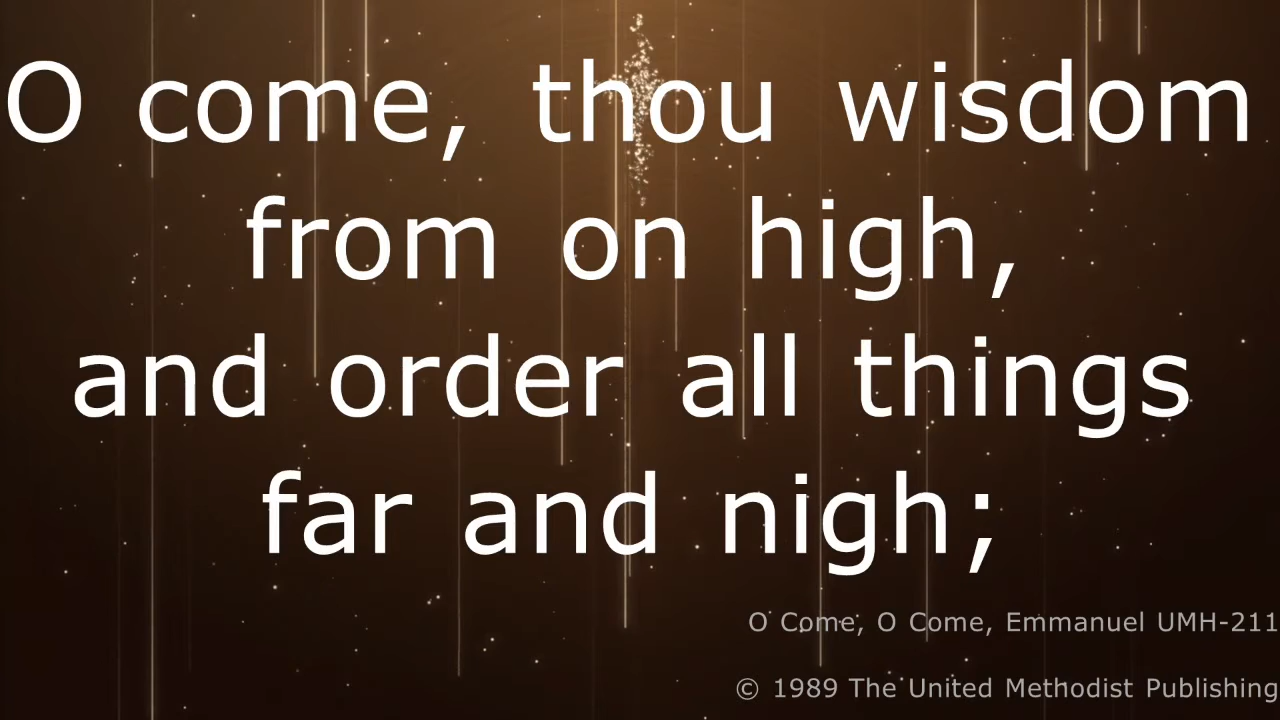 O come, thou wisdom
from on high,
and order all things
far and nigh;
O Come, O Come, Emmanuel UMH-211
© 1989 The United Methodist Publishing